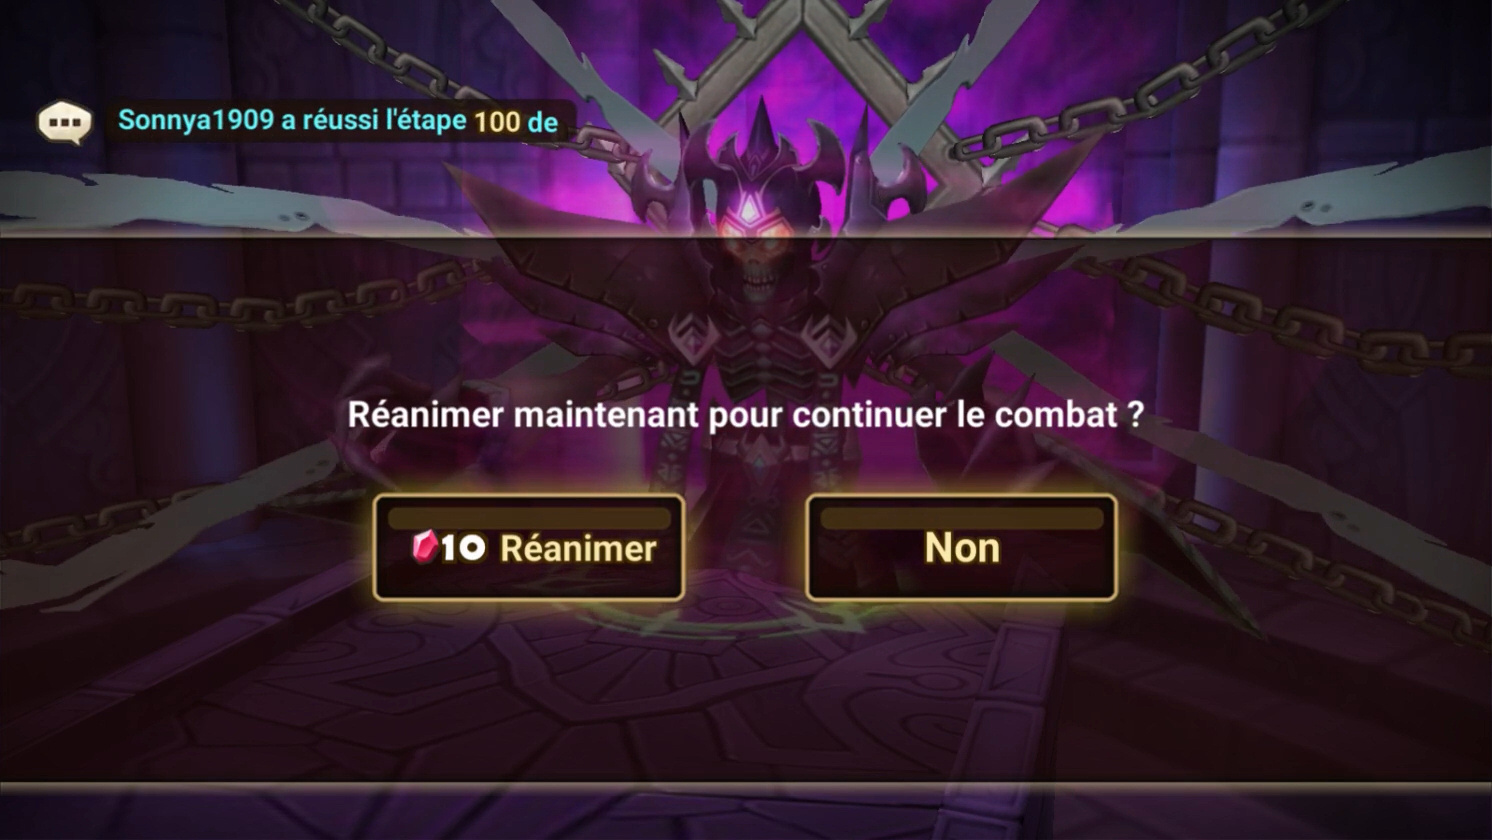 Sonnya1909 a réussi l'étape 100 de
Réanimer maintenant pour continuer le combat ?
10 Réanimer
Non